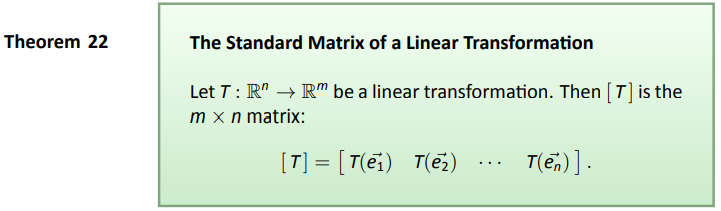 Theorem 22
The Standard Matrix of a Linear Transformation
Let T : ℝⁿ → ℝᵐ be a linear transformation. Then [ T ] is the
m × n matrix:
[ T ] = [ T(e⃗₁) T(e⃗₂) ⋯ T(e⃗ₙ) ] .